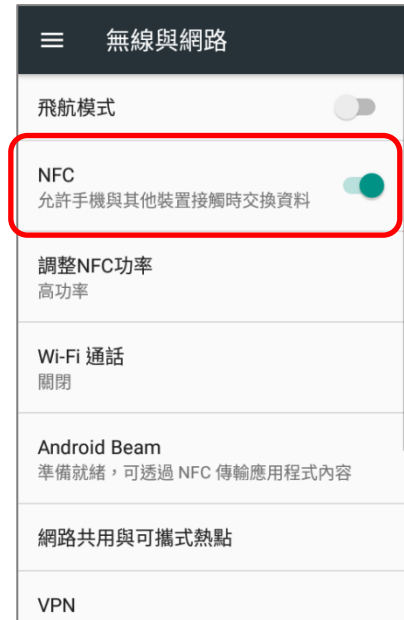 無線與網路
飛航模式
NFC
允許手機與其他裝置接觸時交換資料
調整NFC功率
高功率
Wi-Fi 通話
關閉
Android Beam
準備就緒，可透過 NFC 傳輸應用程式內容
網路共用與可攜式熱點
VPN